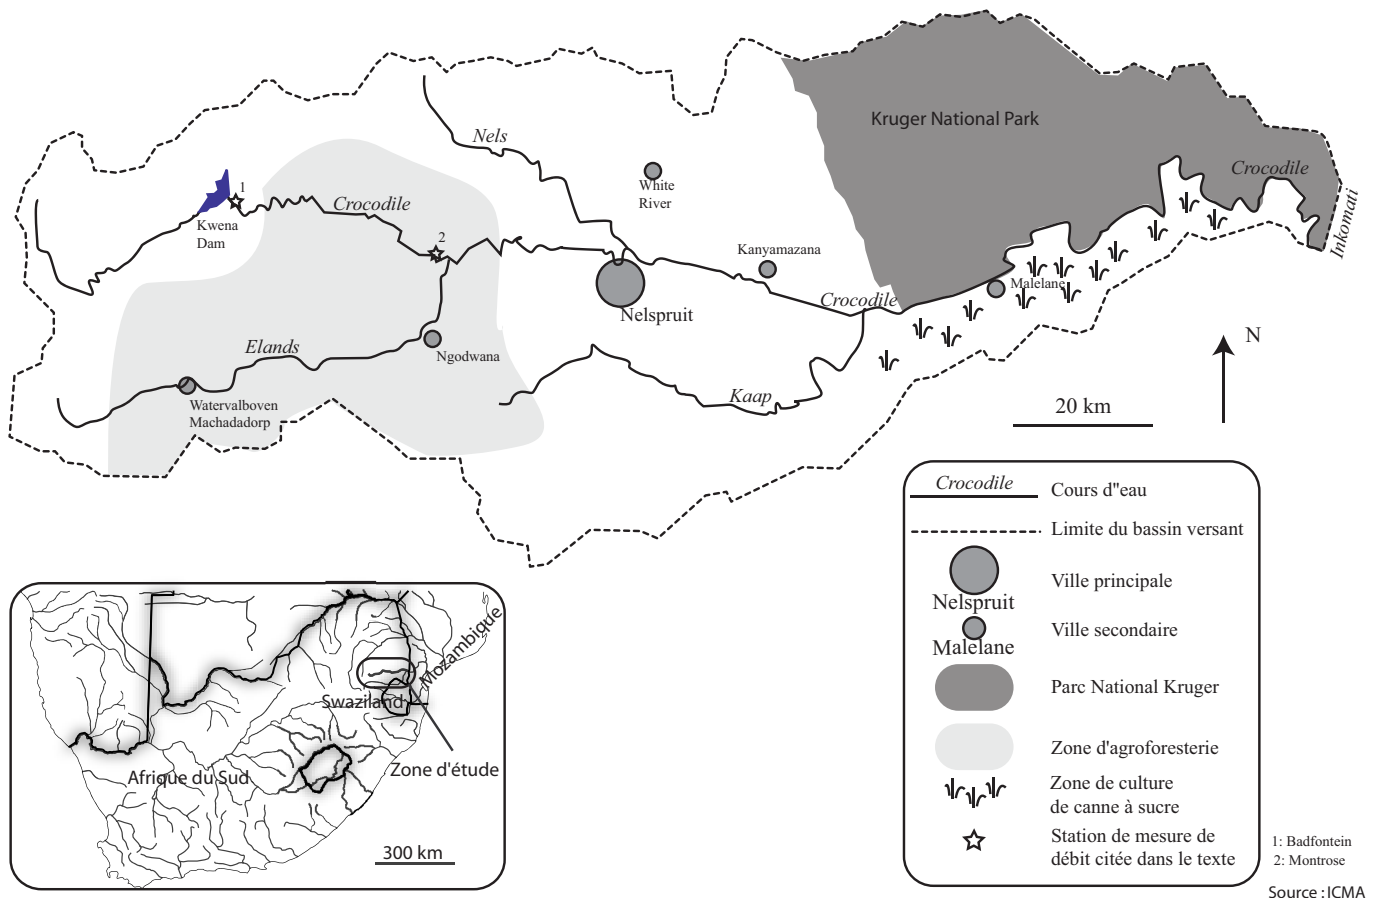 Kruger National Park
Nels
Crocodile
Inkomati
White
River
1
Crocodile
Kwena
Dam
2
Kanyamazana
Malelane
Crocodile
Nelspruit
N
Elands
Ngodwana
Kaap
Watervalboven
Machadadorp
20 km
Crocodile
Cours d"eau
Limite du bassin versant
Nelspruit
Ville principale
Malelane
Ville secondaire
Parc National Kruger
Zone d'agroforesterie
Zone de culture
de canne à sucre
Station de mesure de
débit citée dans le texte
1: Badfontein
2: Montrose
Source : ICMA
Mozambique
Swaziland
Zone d'étude
Afrique du Sud
300 km